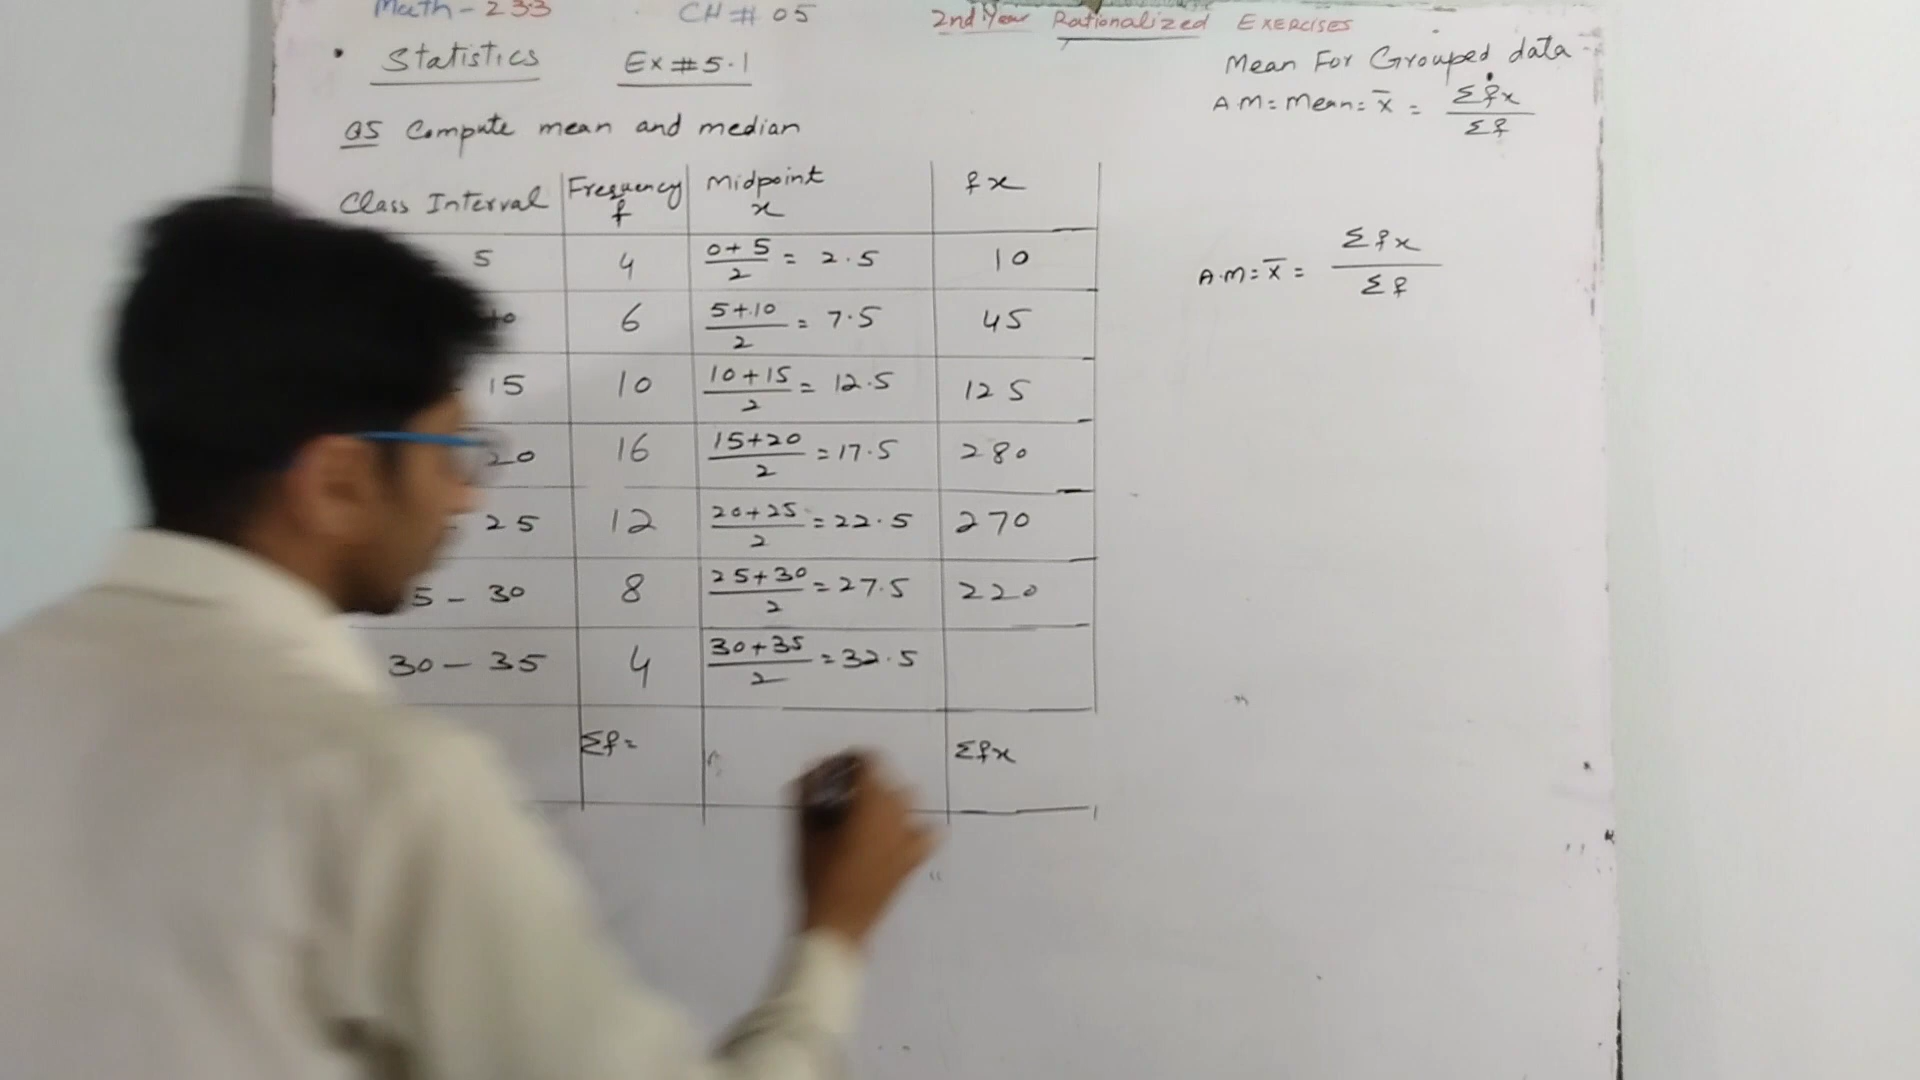 Math-233 CH # 05 2nd Year Rationalized EXERCISES
• Statistics Ex # 5.1 Mean For Grouped data
A.M = Mean = x̄ = Σfx / Σf
Q5 Compute mean and median
Class Interval Frequency f Midpoint x fx
5 4 0+5/2 = 2.5 10
10 6 5+10/2 = 7.5 45
15 10 10+15/2 = 12.5 125
20 16 15+20/2 = 17.5 280
- 25 12 20+25/2 = 22.5 270
5 - 30 8 25+30/2 = 27.5 220
30 - 35 4 30+35/2 = 32.5
Σf = Σfx
A.M = x̄ = Σfx / Σf